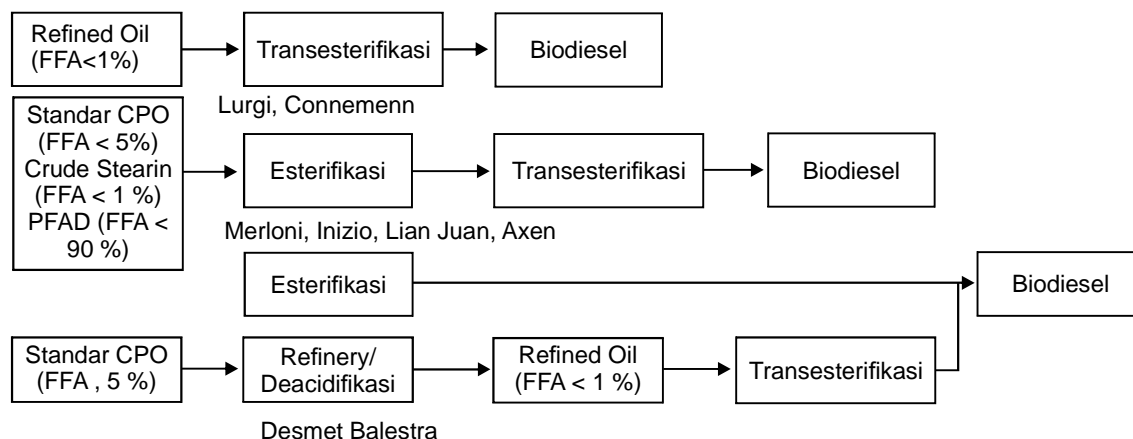 Refined Oil
(FFA<1%)
Transesterifikasi
Biodiesel
Lurgi, Connemenn
Standar CPO
(FFA < 5%)
Crude Stearin
(FFA < 1 %)
PFAD (FFA <
90 %)
Esterifikasi
Transesterifikasi
Biodiesel
Merloni, Inizio, Lian Juan, Axen
Esterifikasi
Biodiesel
Standar CPO
(FFA , 5 %)
Refinery/
Deacidifikasi
Refined Oil
(FFA < 1 %)
Transesterifikasi
Desmet Balestra